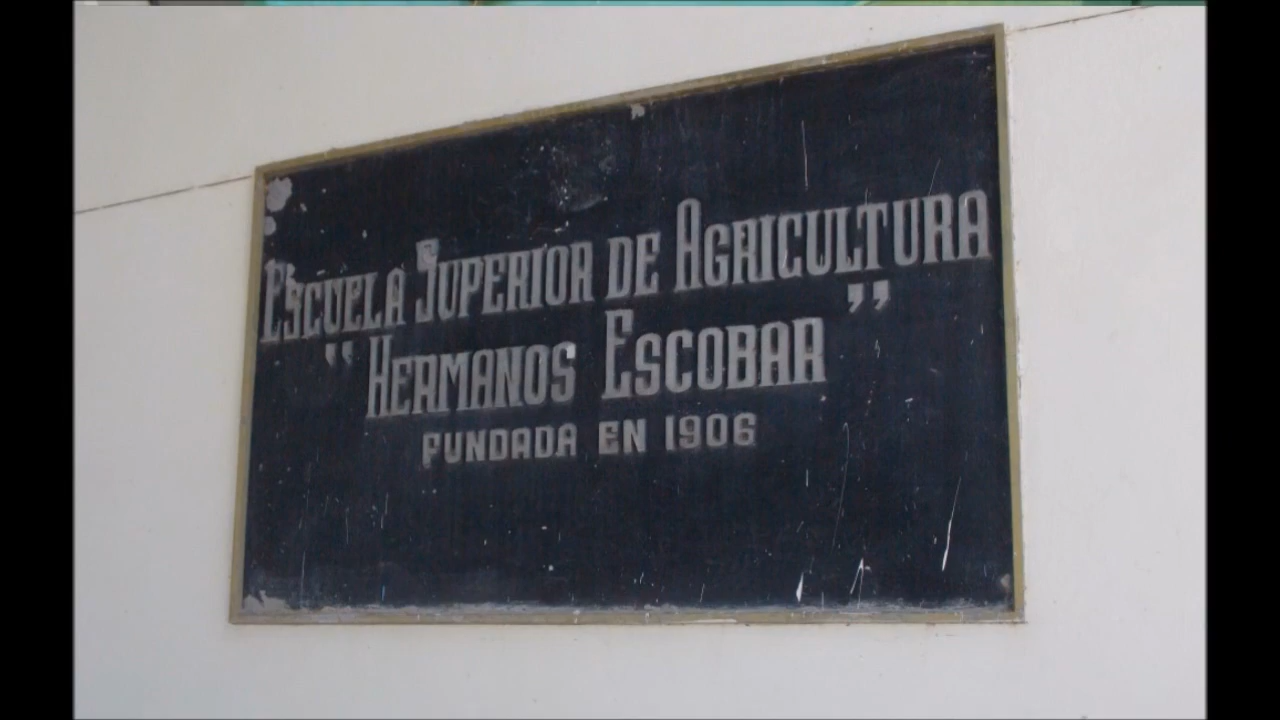 Escuela Superior de Agricultura
"Hermanos Escobar"
FUNDADA EN 1906